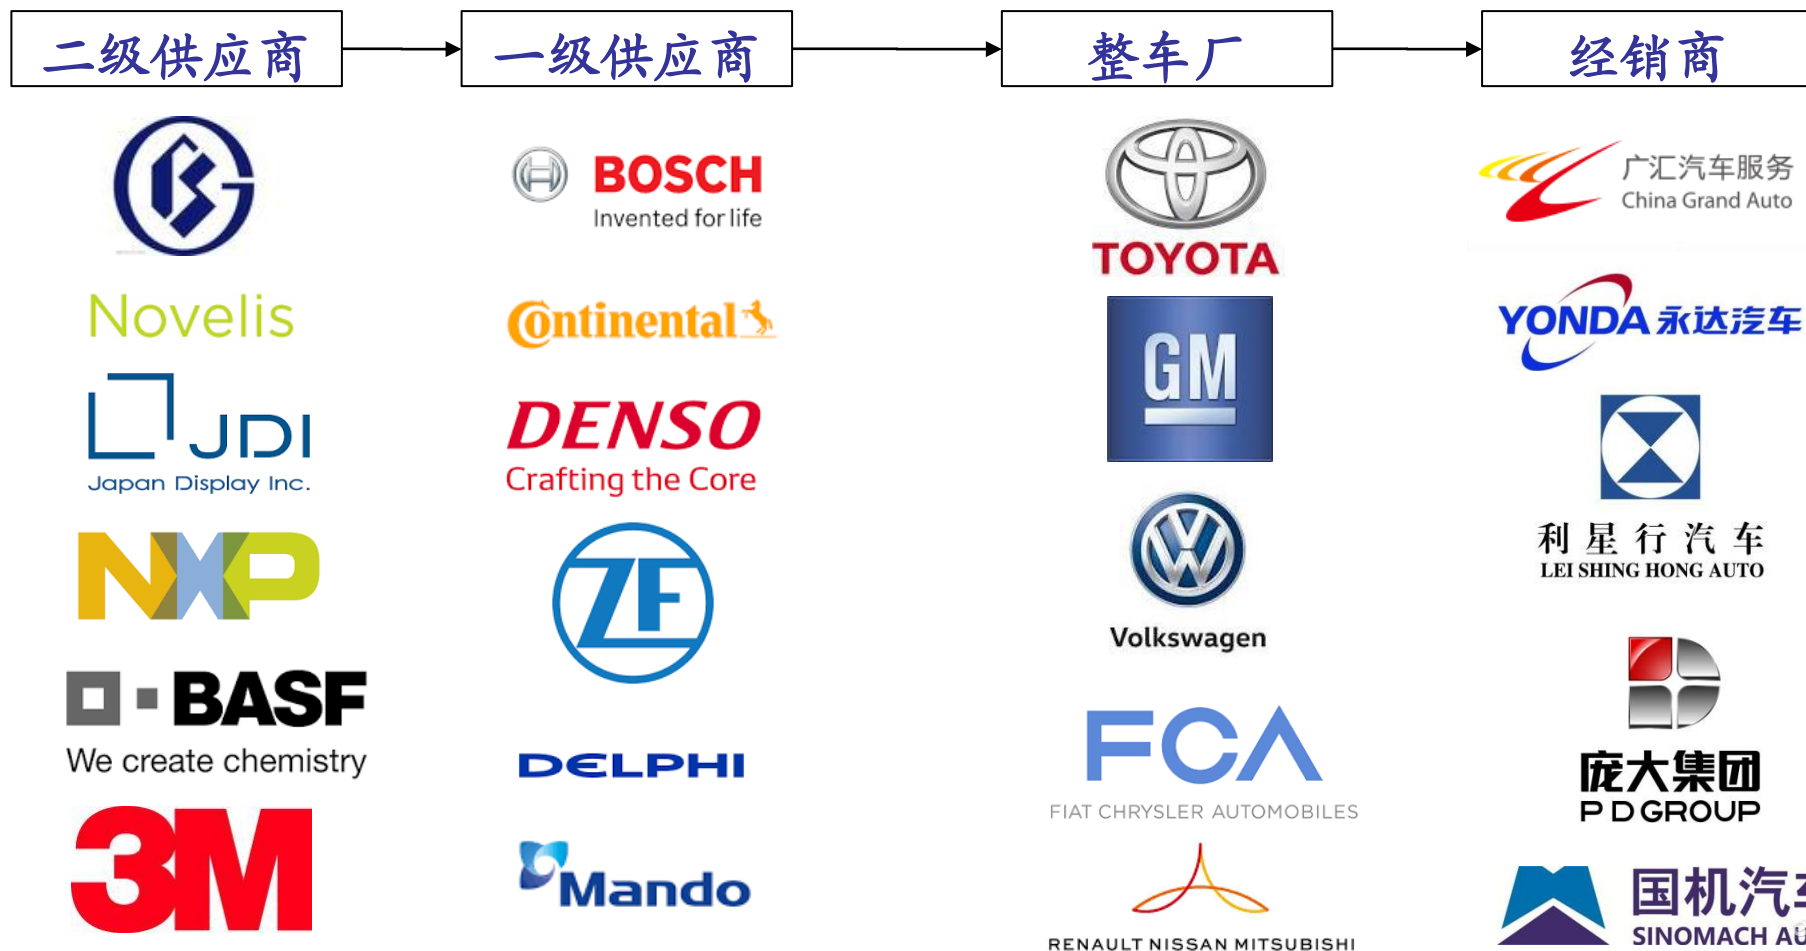 二级供应商
一级供应商
整车厂
经销商
Novelis
JDI
Japan Display Inc.
NXP
BASF
We create chemistry
3M
BOSCH
Invented for life
Continental
DENSO
Crafting the Core
ZF
DELPHI
Mando
TOYOTA
GM
Volkswagen
FCA
FIAT CHRYSLER AUTOMOBILES
RENAULT NISSAN MITSUBISHI
广汇汽车服务
China Grand Auto
YONDA 永达汽车
利星行汽车
LEI SHING HONG AUTO
庞大集团
PDGROUP
国机汽车
SINOMACH AU